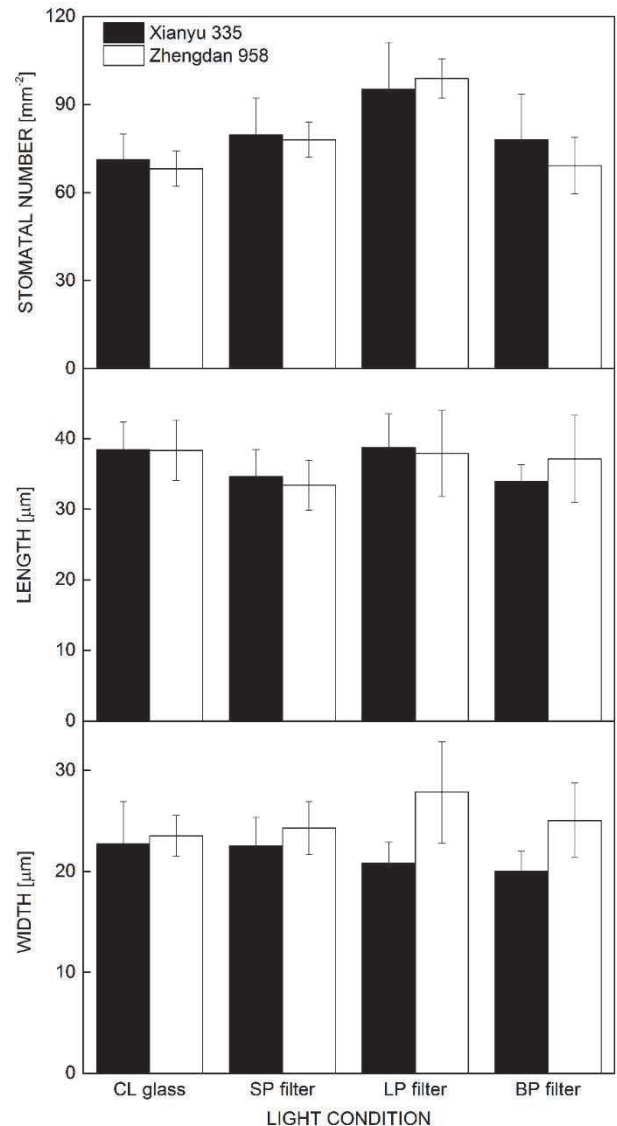 Xianyu 335
Zhengdan 958
STOMATAL NUMBER [mm⁻²]
120
90
60
30
0
LENGTH [μm]
40
30
20
10
0
WIDTH [μm]
30
20
10
0
CL glass SP filter LP filter BP filter
LIGHT CONDITION